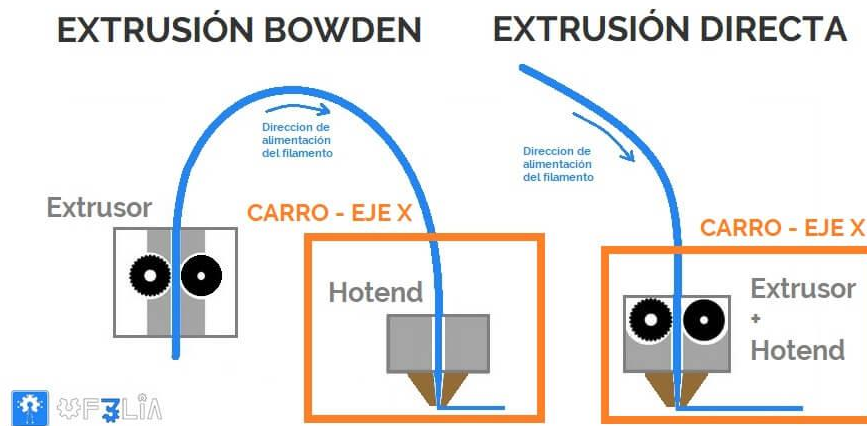 EXTRUSIÓN BOWDEN
EXTRUSIÓN DIRECTA
Direccion de
alimentación
del filamento
Direccion de
alimentación
del filamento
Extrusor
CARRO - EJE X
CARRO - EJE X
Hotend
Extrusor
+
Hotend
OF3LIA